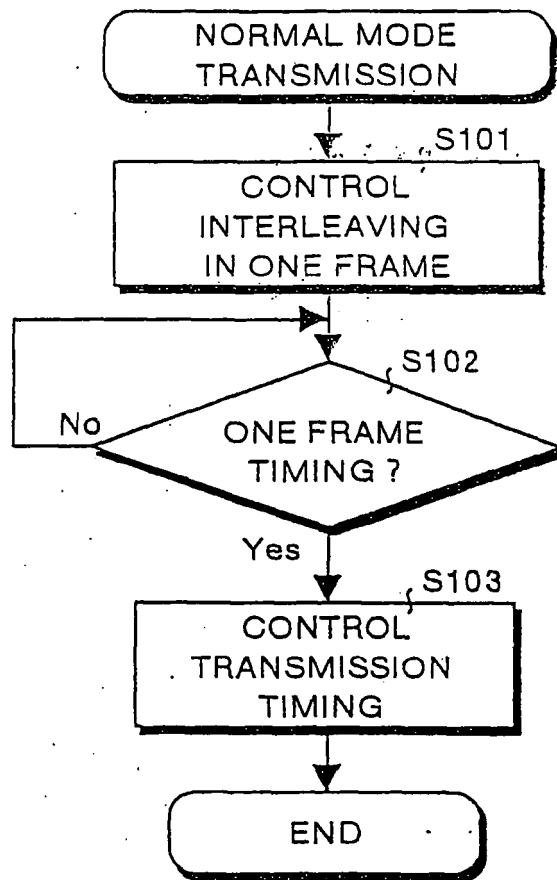 NORMAL MODE
TRANSMISSION
S101
CONTROL
INTERLEAVING
IN ONE FRAME
S102
No
ONE FRAME
TIMING ?
Yes
S103
CONTROL
TRANSMISSION
TIMING
END